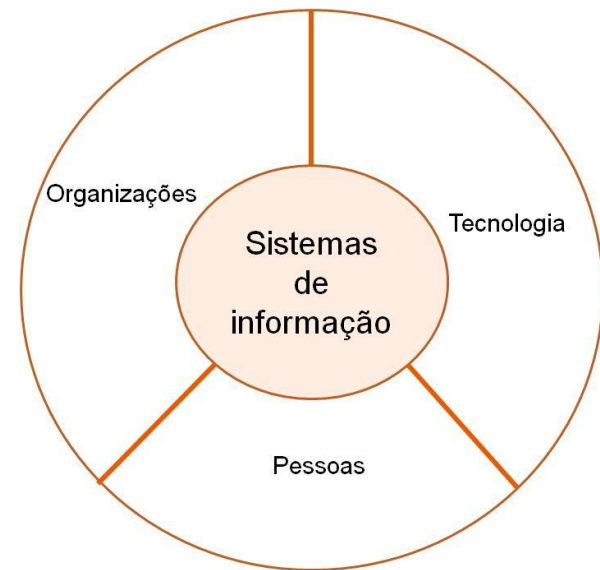 Organizações
Tecnologia
Sistemas
de
informação
Pessoas